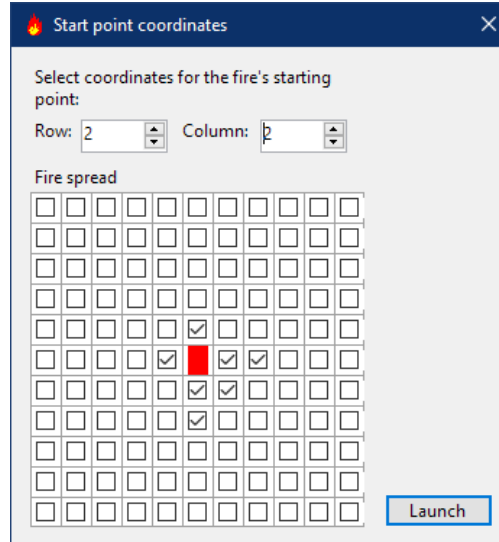 Start point coordinates
Select coordinates for the fire's starting
point:
Row: 2 Column: 2
Fire spread
Launch